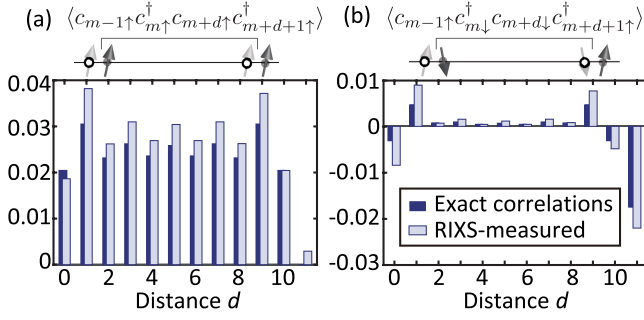 (a) ⟨c_{m-1↑} c†_{m↑} c_{m+d↑} c†_{m+d+1↑}⟩
(b) ⟨c_{m-1↑} c†_{m↓} c_{m+d↓} c†_{m+d+1↑}⟩
0.04
0.03
0.02
0.01
0
0 2 4 6 8 10
Distance d
0.01
0
-0.01
-0.02
-0.03
Exact correlations
RIXS-measured
0 2 4 6 8 10
Distance d